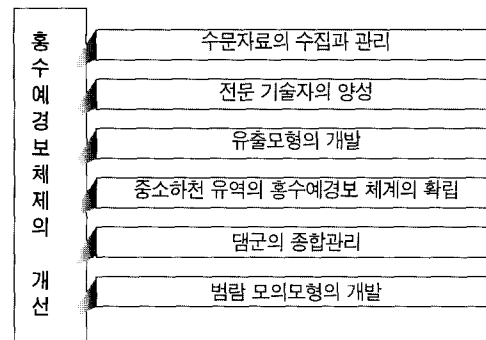 홍수예경보체제의 개선
수문자료의 수집과 관리
전문 기술자의 양성
유출모형의 개발
중소하천 유역의 홍수예경보 체계의 확립
댐군의 종합관리
범람 모의모형의 개발